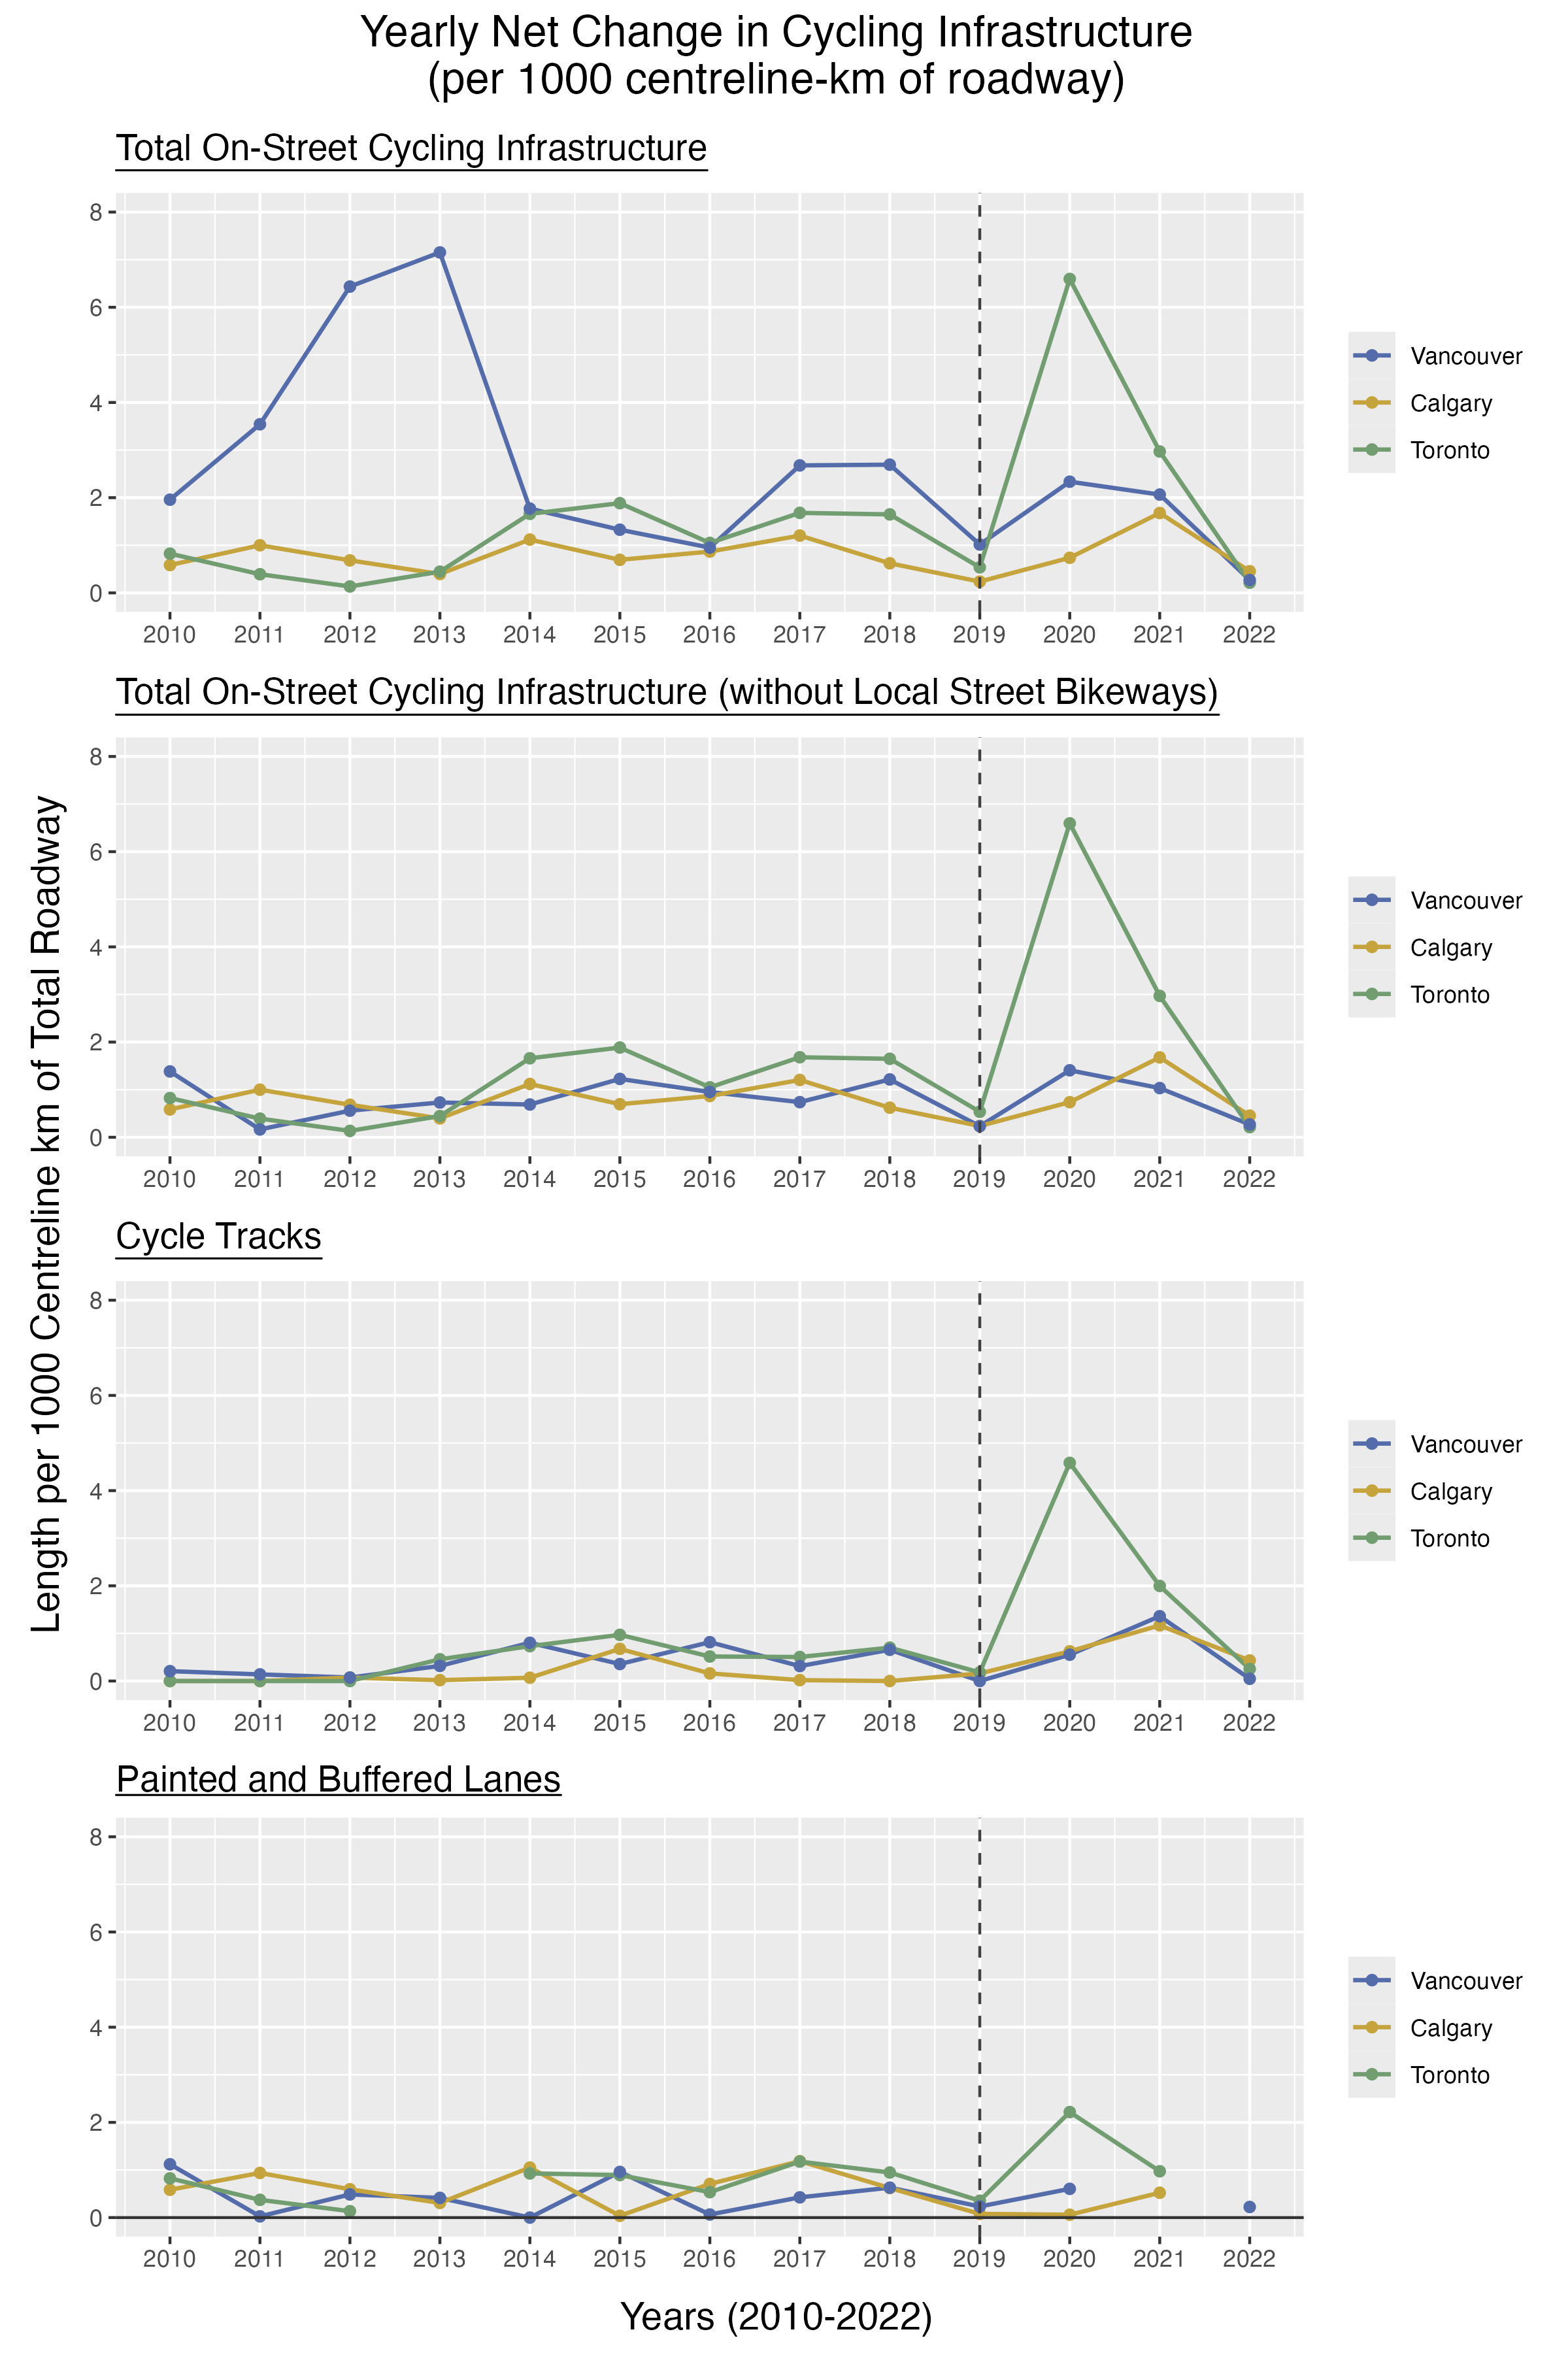 Yearly Net Change in Cycling Infrastructure
(per 1000 centreline-km of roadway)
Length per 1000 Centreline km of Total Roadway
Total On-Street Cycling Infrastructure
8
6
4
2
0
2010 2011 2012 2013 2014 2015 2016 2017 2018 2019 2020 2021 2022
Vancouver
Calgary
Toronto
Total On-Street Cycling Infrastructure (without Local Street Bikeways)
8
6
4
2
0
2010 2011 2012 2013 2014 2015 2016 2017 2018 2019 2020 2021 2022
Vancouver
Calgary
Toronto
Cycle Tracks
8
6
4
2
0
2010 2011 2012 2013 2014 2015 2016 2017 2018 2019 2020 2021 2022
Vancouver
Calgary
Toronto
Painted and Buffered Lanes
8
6
4
2
0
2010 2011 2012 2013 2014 2015 2016 2017 2018 2019 2020 2021 2022
Vancouver
Calgary
Toronto
Years (2010-2022)